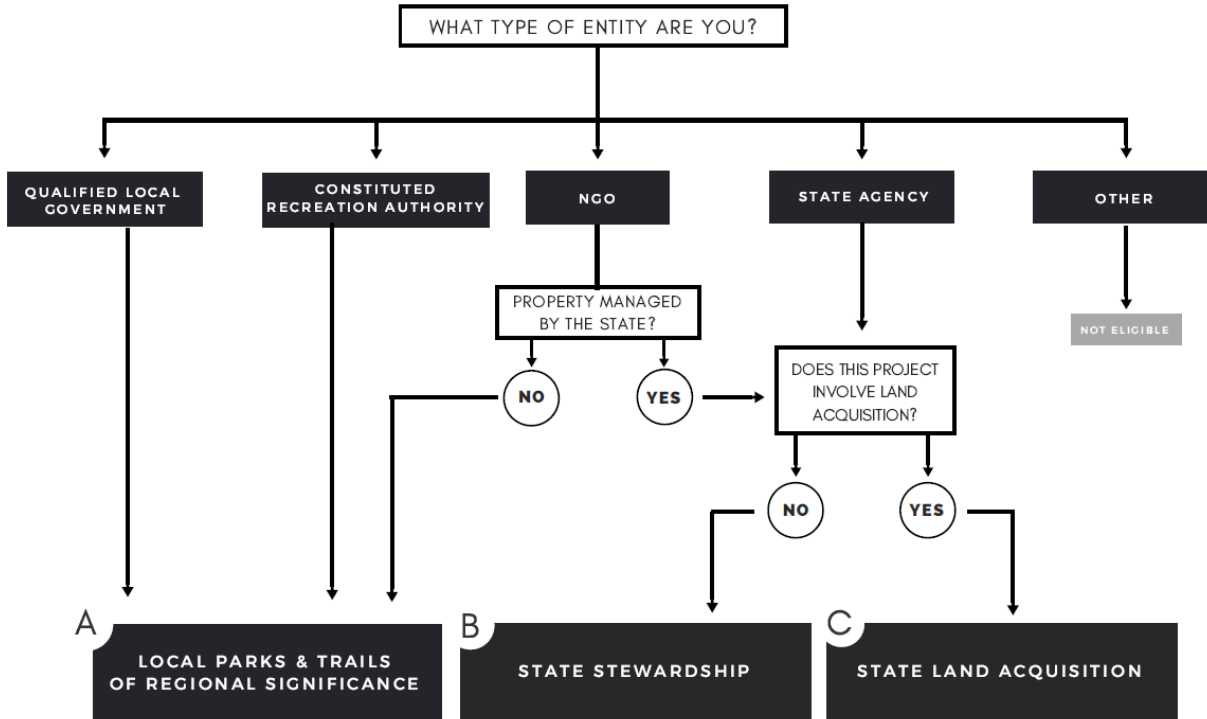 WHAT TYPE OF ENTITY ARE YOU?
QUALIFIED LOCAL
GOVERNMENT
CONSTITUTED
RECREATION AUTHORITY
NGO
STATE AGENCY
OTHER
PROPERTY MANAGED
BY THE STATE?
NOT ELIGIBLE
NO
YES
DOES THIS PROJECT
INVOLVE LAND
ACQUISITION?
NO
YES
A
LOCAL PARKS & TRAILS
OF REGIONAL SIGNIFICANCE
B
STATE STEWARDSHIP
C
STATE LAND ACQUISITION